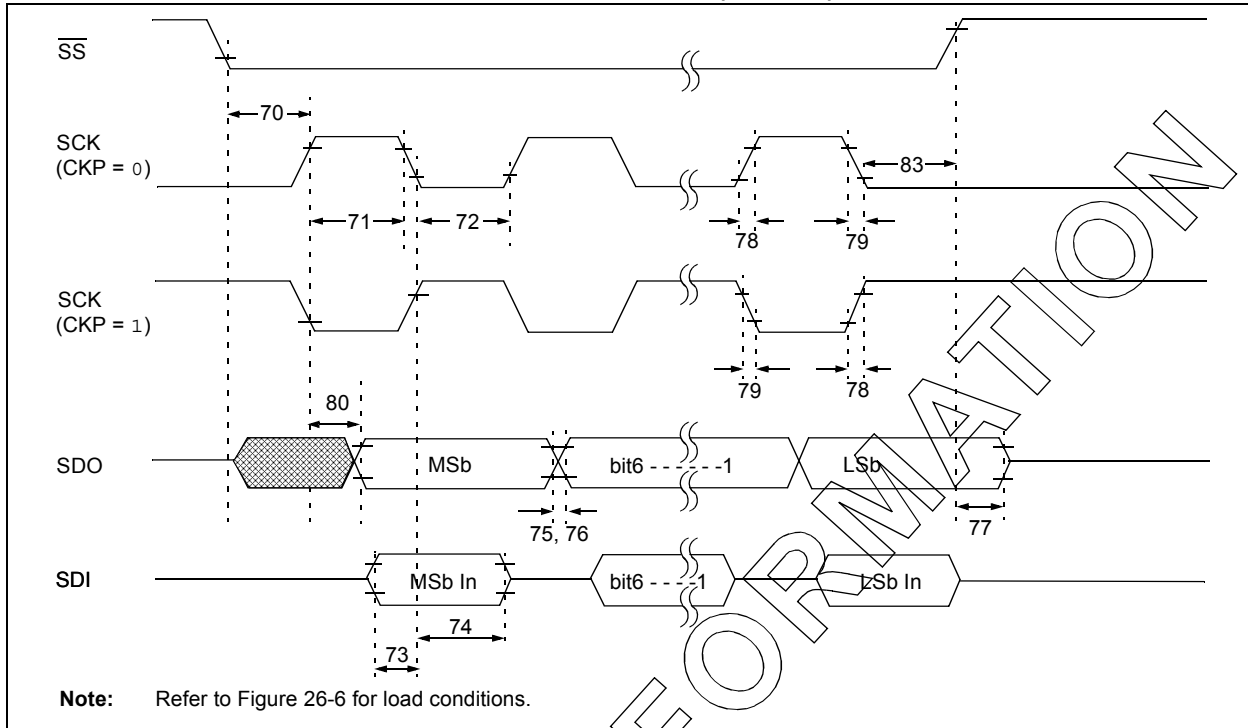 SS
70
SCK
(CKP = 0)
83
71
72
78
79
SCK
(CKP = 1)
79
78
80
SDO
MSb
bit6 - - - - - - -1
LSb
75, 76
77
SDI
MSb In
bit6 - - - - -1
LSb In
74
73
Note: Refer to Figure 26-6 for load conditions.
FORMATION